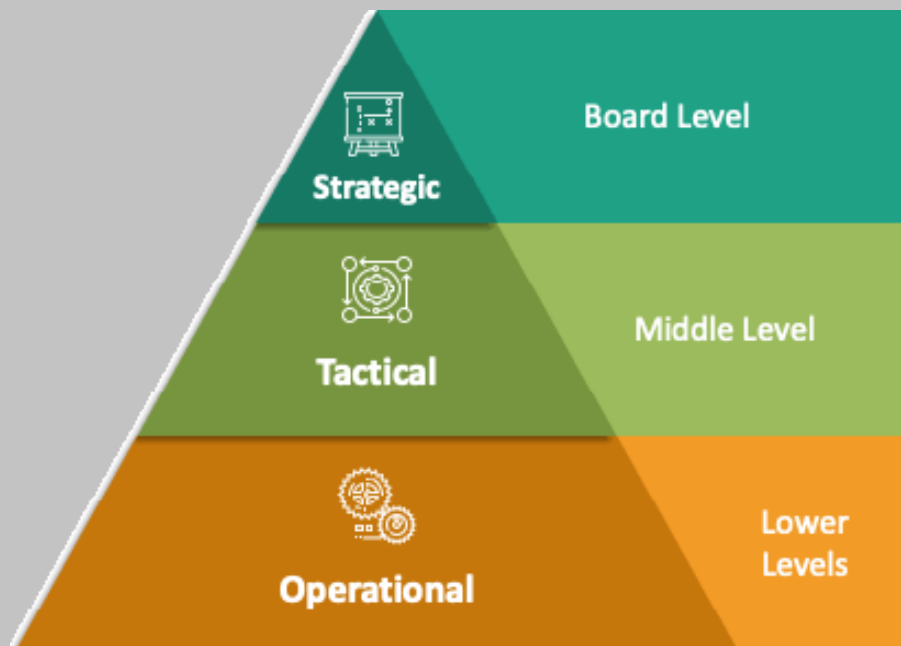 Strategic
Board Level
Tactical
Middle Level
Operational
Lower
Levels